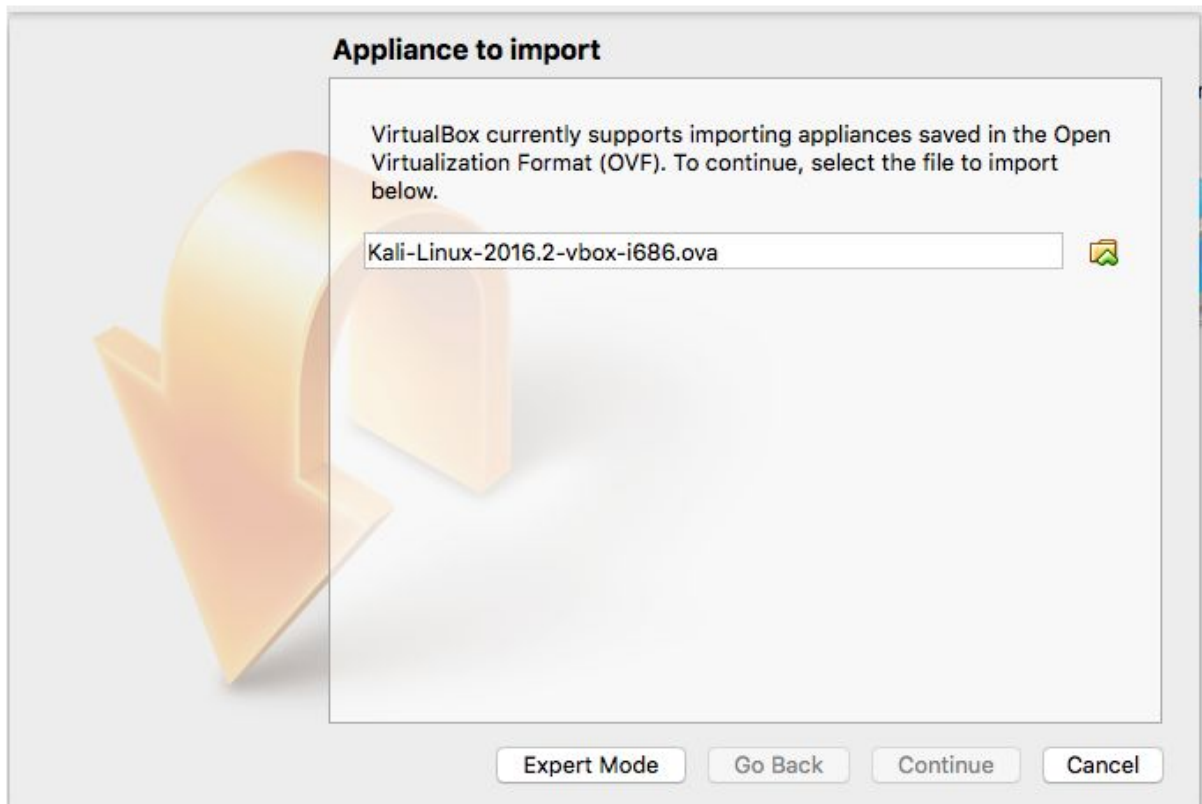 Appliance to import
VirtualBox currently supports importing appliances saved in the Open
Virtualization Format (OVF). To continue, select the file to import
below.
Kali-Linux-2016.2-vbox-i686.ova
Expert Mode
Go Back
Continue
Cancel